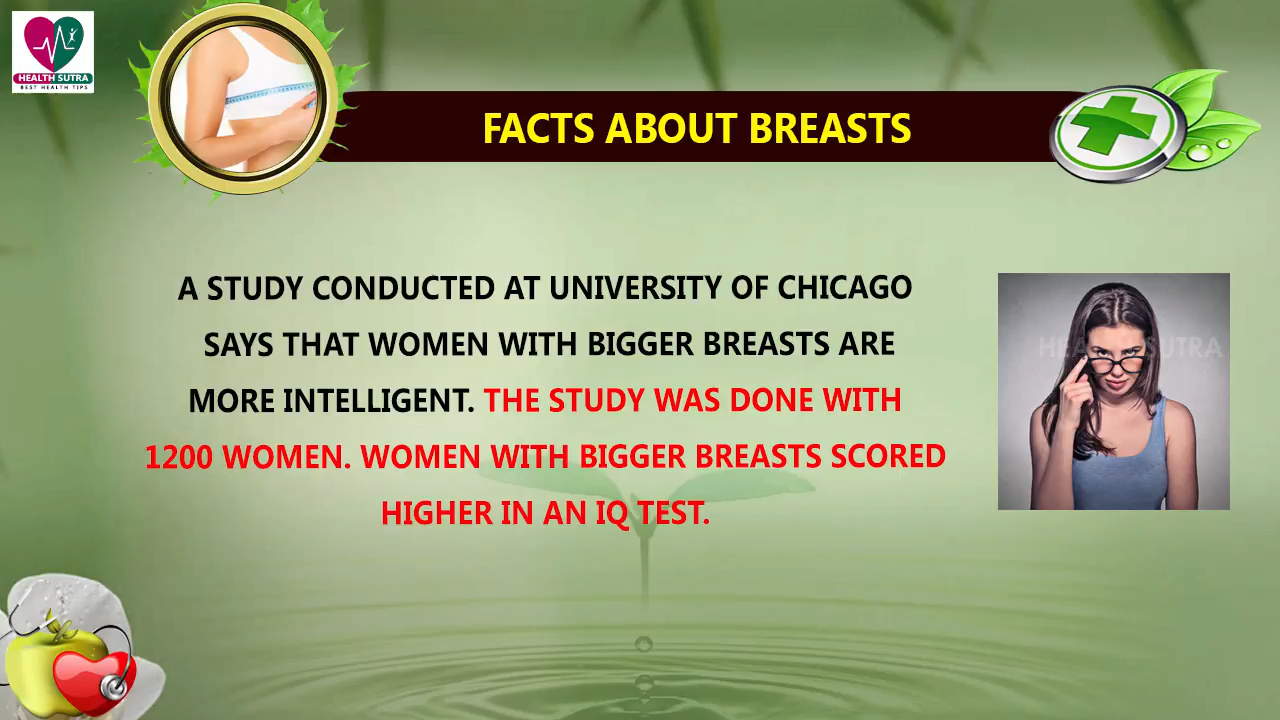 HEALTH SUTRA
BEST HEALTH TIPS
FACTS ABOUT BREASTS
A STUDY CONDUCTED AT UNIVERSITY OF CHICAGO
SAYS THAT WOMEN WITH BIGGER BREASTS ARE
MORE INTELLIGENT. THE STUDY WAS DONE WITH
1200 WOMEN. WOMEN WITH BIGGER BREASTS SCORED
HIGHER IN AN IQ TEST.
HEALTH SUTRA